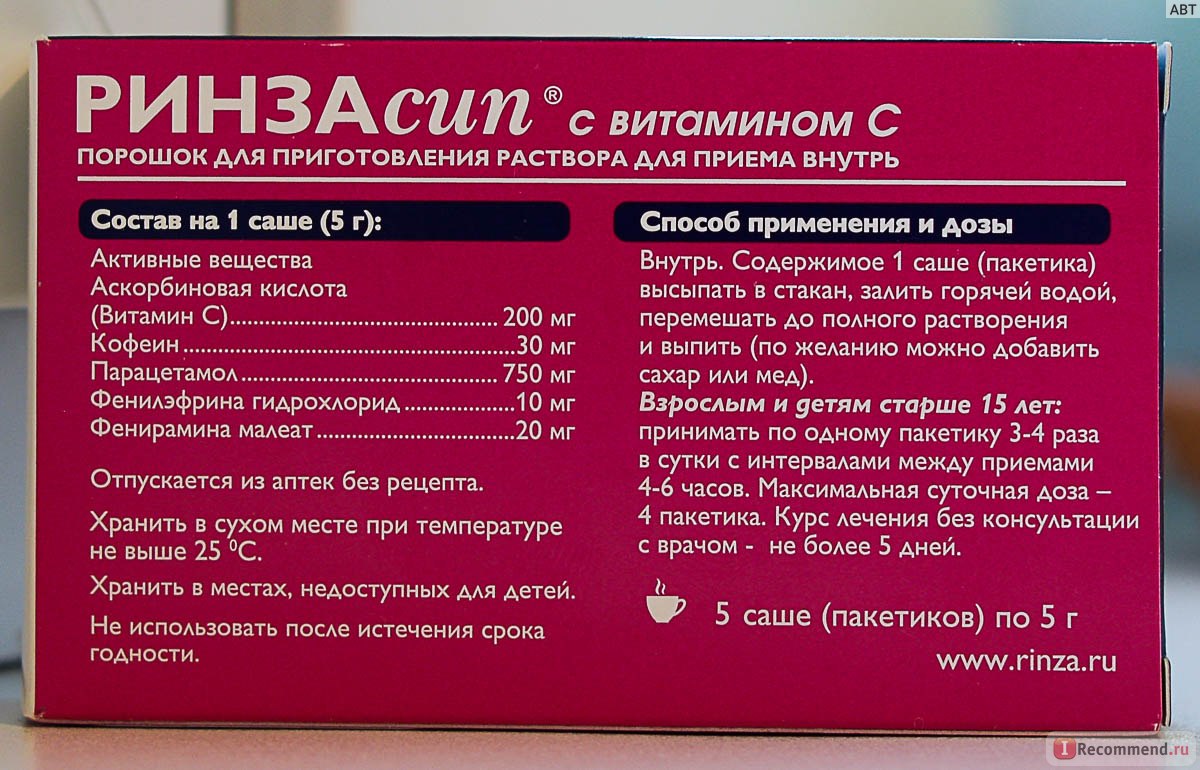 АВТ
РИНЗАсип® с витамином С
ПОРОШОК ДЛЯ ПРИГОТОВЛЕНИЯ РАСТВОРА ДЛЯ ПРИЕМА ВНУТРЬ
Состав на 1 саше (5 г):
Активные вещества
Аскорбиновая кислота
(Витамин С)........................................ 200 мг
Кофеин..................................................30 мг
Парацетамол....................................... 750 мг
Фенилэфрина гидрохлорид.................10 мг
Фенирамина малеат..............................20 мг
Отпускается из аптек без рецепта.
Хранить в сухом месте при температуре
не выше 25 ⁰С.
Хранить в местах, недоступных для детей.
Не использовать после истечения срока
годности.
Способ применения и дозы
Внутрь. Содержимое 1 саше (пакетика)
высыпать в стакан, залить горячей водой,
перемешать до полного растворения
и выпить (по желанию можно добавить
сахар или мед).
Взрослым и детям старше 15 лет:
принимать по одному пакетику 3-4 раза
в сутки с интервалами между приемами
4-6 часов. Максимальная суточная доза –
4 пакетика. Курс лечения без консультации
с врачом - не более 5 дней.
5 саше (пакетиков) по 5 г
www.rinza.ru
I Recommend.ru